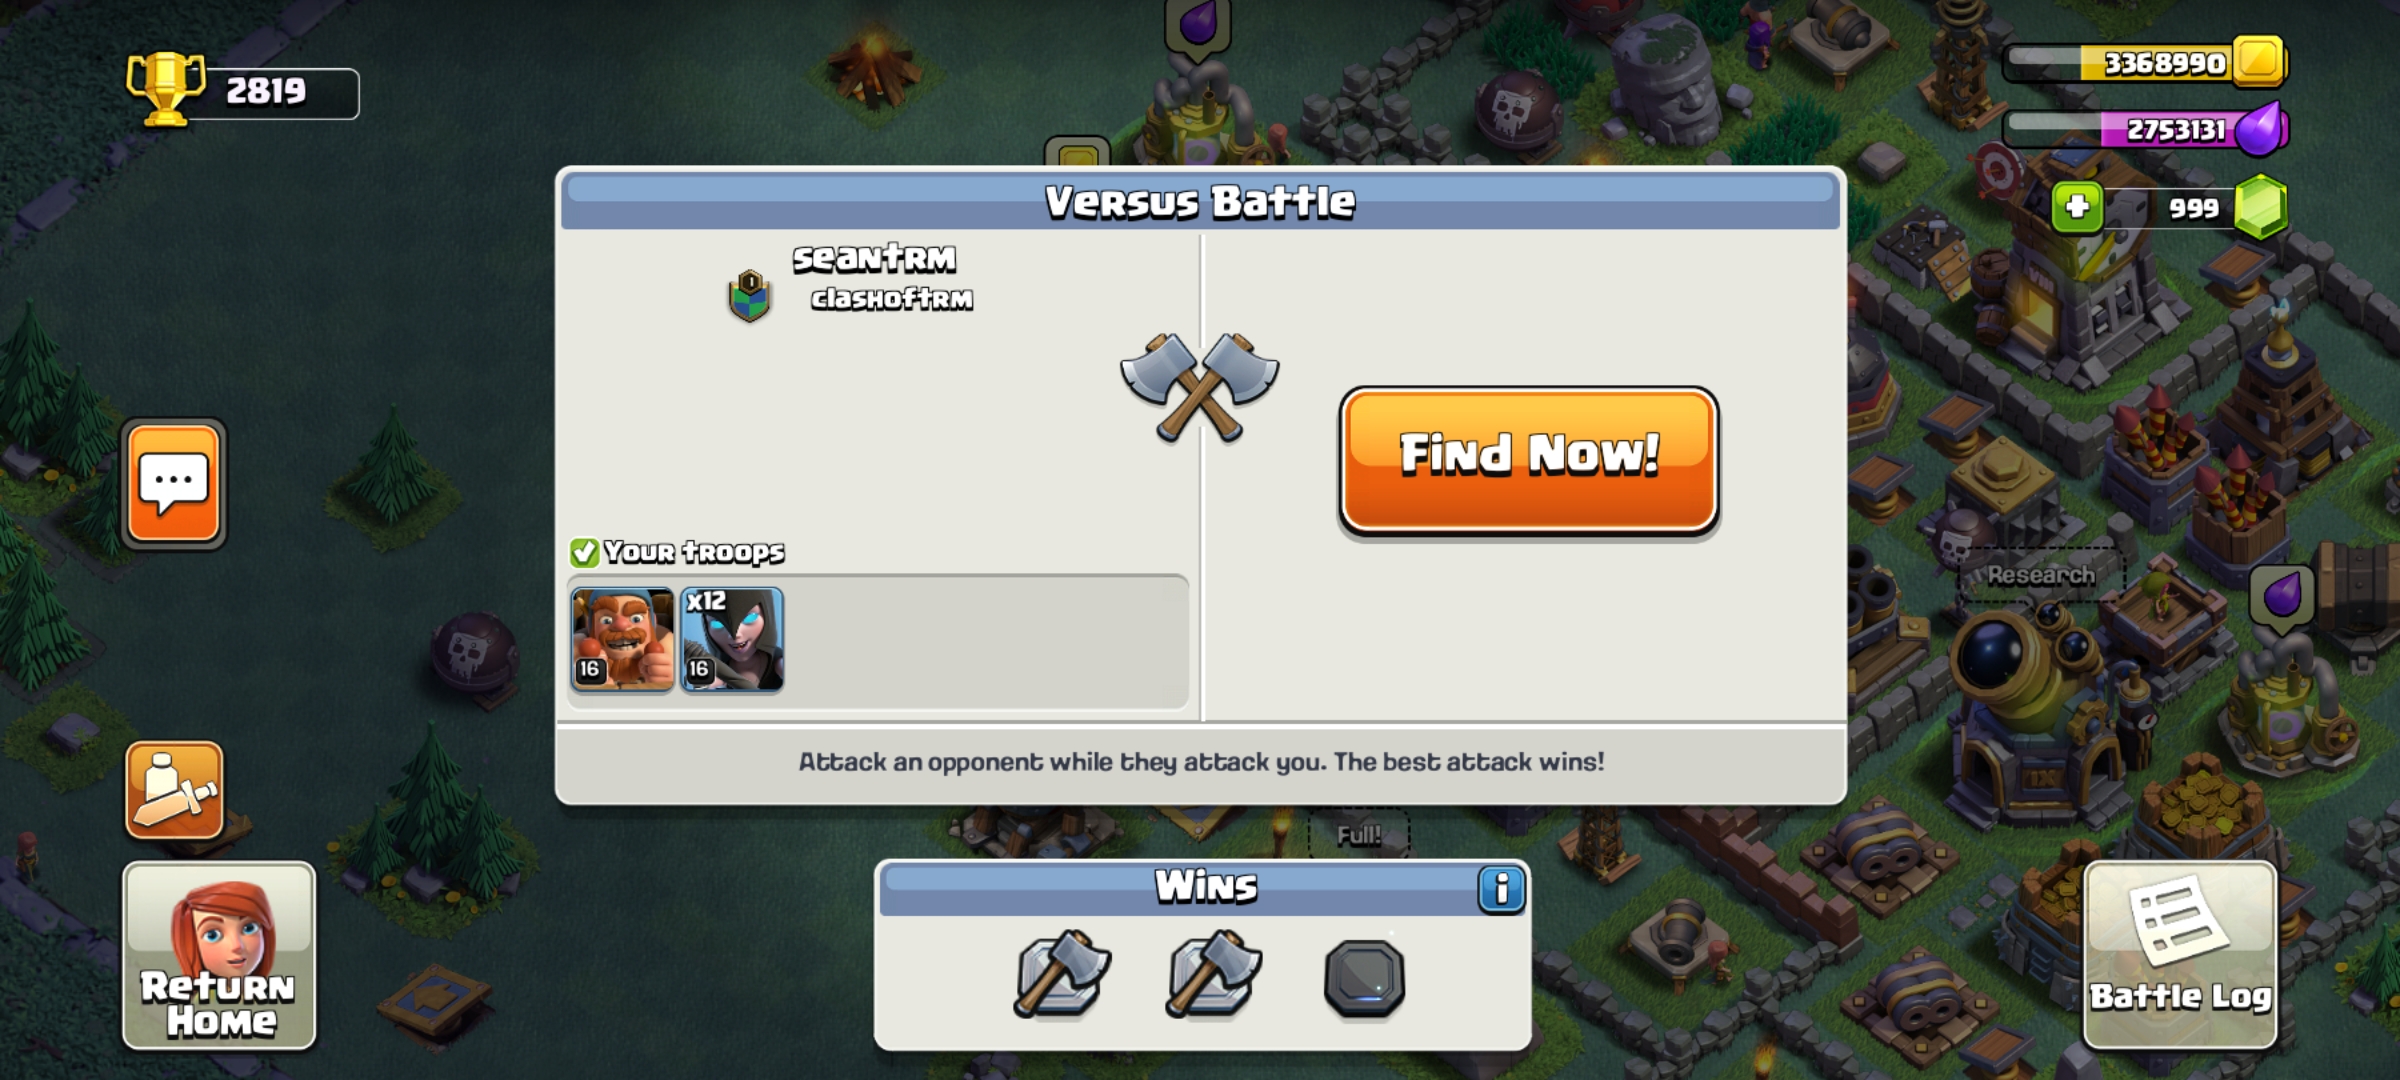 2819
3368990
2753131
999
Versus Battle
seantrm
1
clashoftrm
Find Now!
Your troops
x12
16
16
Research
Attack an opponent while they attack you. The best attack wins!
Full!
Wins
i
Return
Home
Battle Log